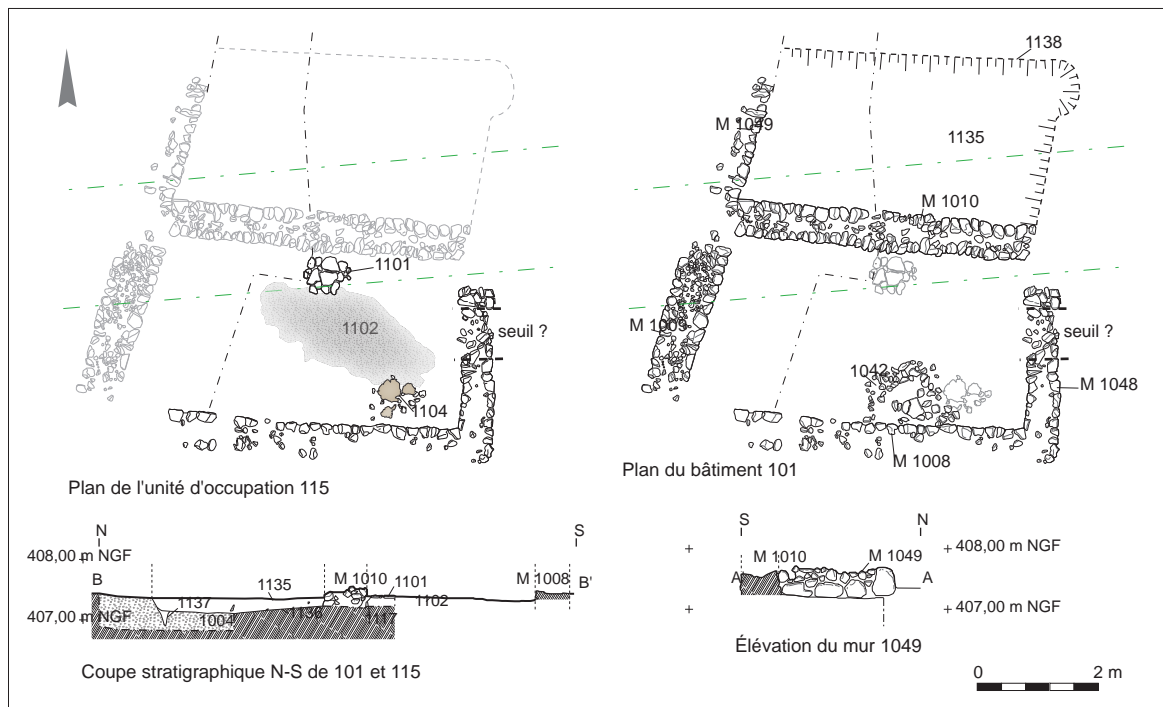 1101
1102
seuil ?
1104
Plan de l'unité d'occupation 115
1138
M 1049
1135
M 1010
M 1009
seuil ?
1042
M 1048
M 1008
Plan du bâtiment 101
N
S
408,00 m NGF
B
1135
M 1010
1101
1102
M 1008
B'
1137
1004
1136
1117
407,00 m NGF
Coupe stratigraphique N-S de 101 et 115
S
N
M 1010
M 1049
408,00 m NGF
A
A
407,00 m NGF
Élévation du mur 1049
0
2 m